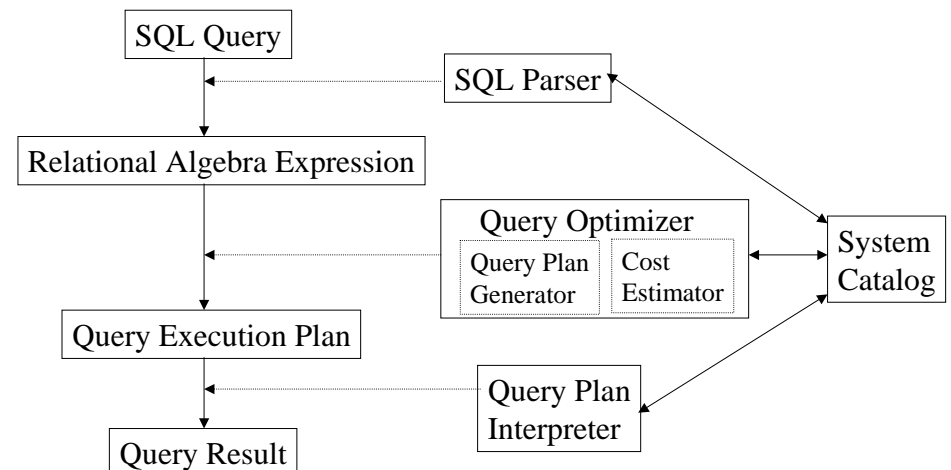 SQL Query
SQL Parser
Relational Algebra Expression
Query Optimizer
Query Plan
Generator
Cost
Estimator
System
Catalog
Query Execution Plan
Query Plan
Interpreter
Query Result